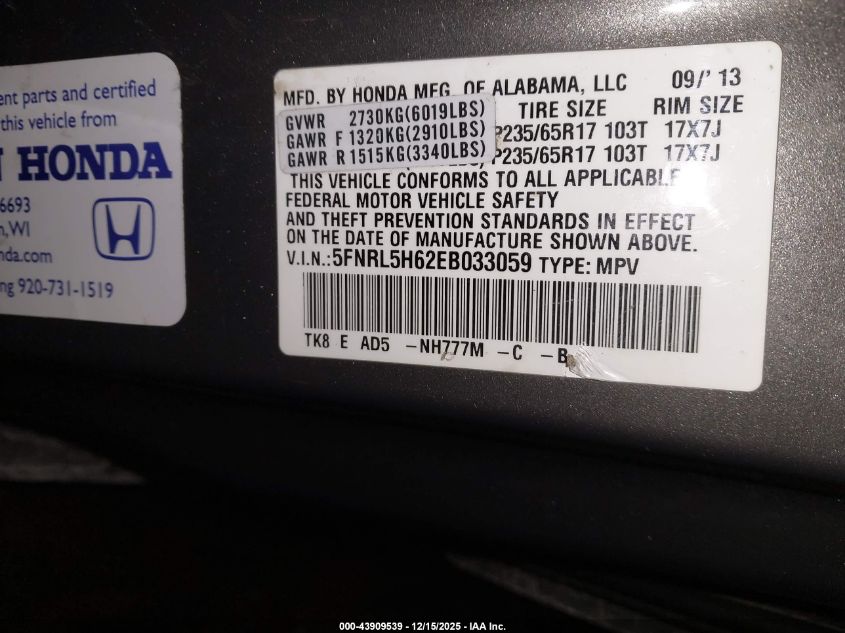 ent parts and certified
this vehicle from
N HONDA
6693
n, WI
nda.com
ng 920-731-1519
MFD. BY HONDA MFG. OF ALABAMA, LLC 09/'13
GVWR 2730KG(6019LBS) TIRE SIZE RIM SIZE
GAWR F 1320KG(2910LBS) P235/65R17 103T 17X7J
GAWR R 1515KG(3340LBS) P235/65R17 103T 17X7J
THIS VEHICLE CONFORMS TO ALL APPLICABLE
FEDERAL MOTOR VEHICLE SAFETY
AND THEFT PREVENTION STANDARDS IN EFFECT
ON THE DATE OF MANUFACTURE SHOWN ABOVE.
V.I.N.:5FNRL5H62EB033059 TYPE: MPV
TK8 E AD5 -NH777M -C -B
000-43909539 - 12/15/2025 - IAA Inc.